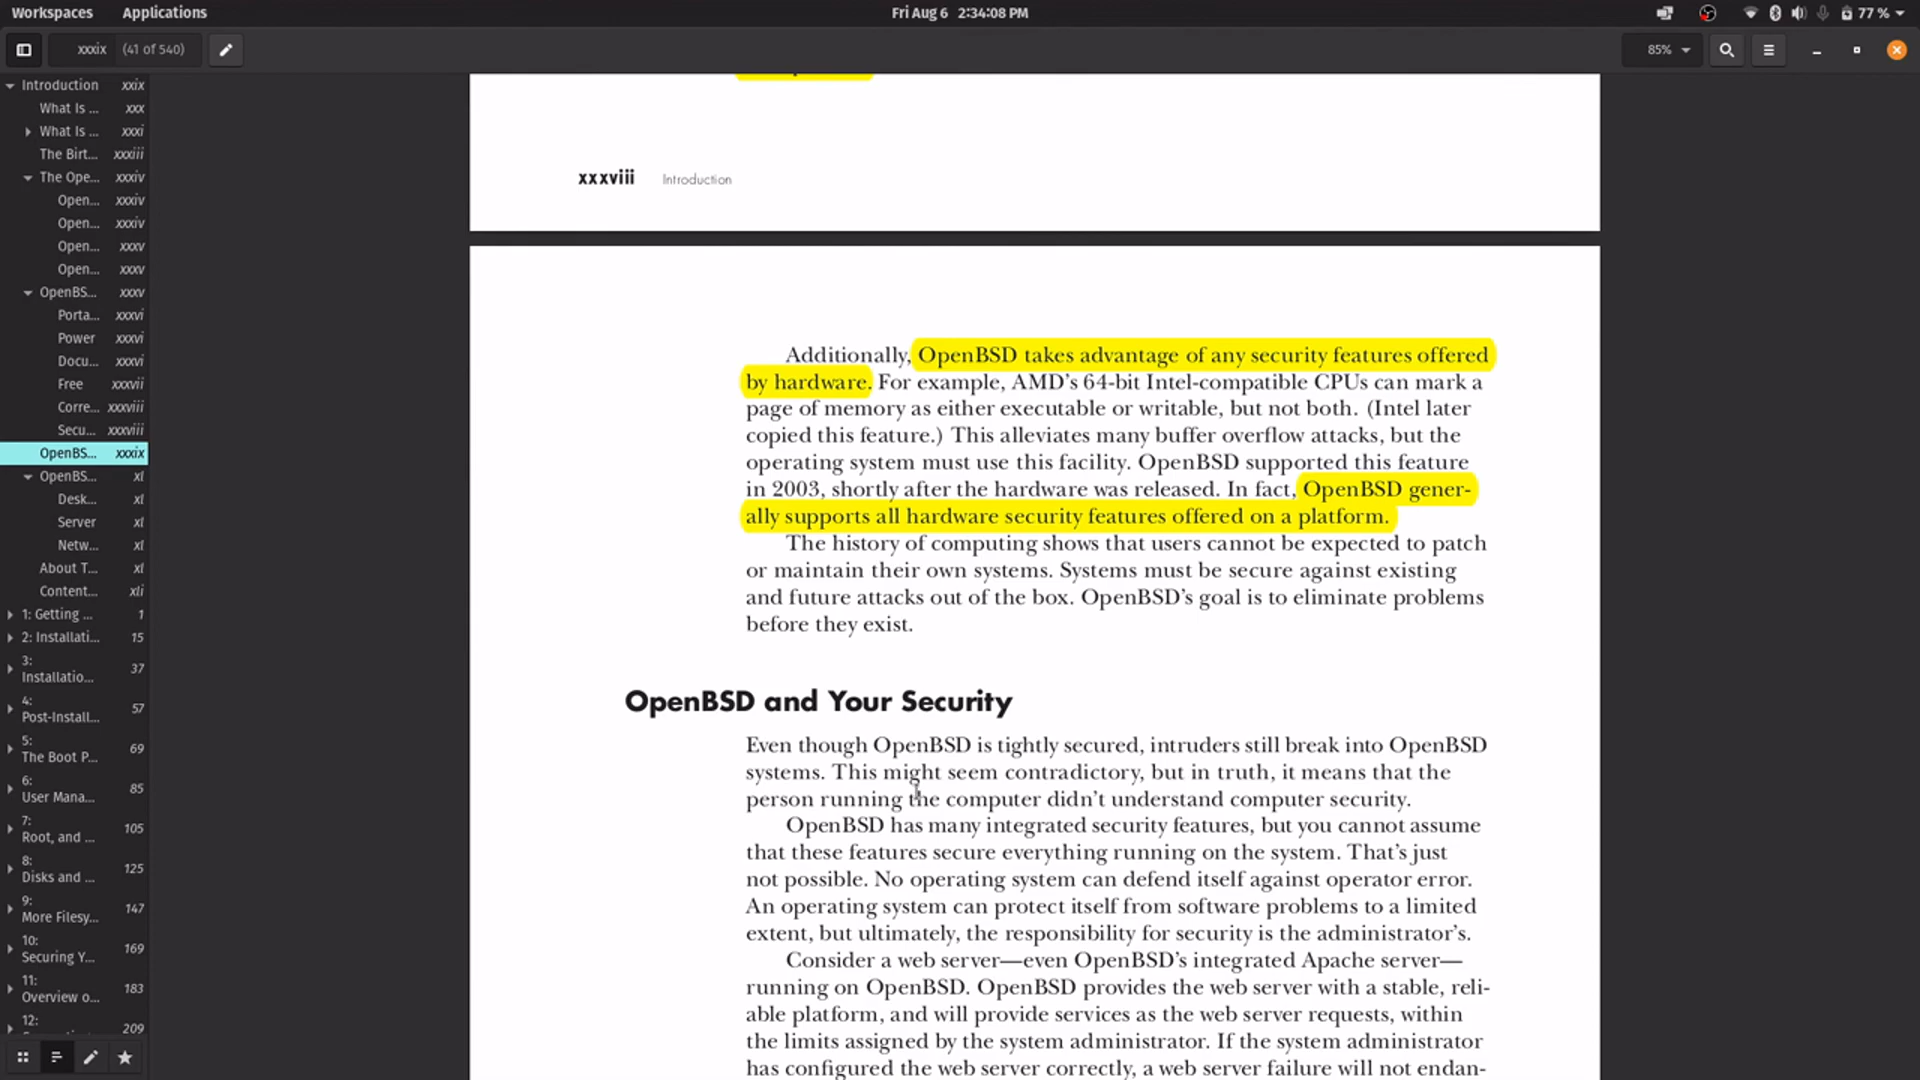 Workspaces Applications Fri Aug 6 2:34:08 PM 77 %
xxxix (41 of 540) 85%
Introduction xxix
What Is ... xxx
What Is ... xxxi
The Birt... xxxiii
The Ope... xxxiv
Open... xxxiv
Open... xxxiv
Open... xxxv
Open... xxxv
OpenBS... xxxv
Porta... xxxvi
Power xxxvi
Docu... xxxvi
Free xxxvii
Corre... xxxviii
Secu... xxxviii
OpenBS... xxxix
OpenBS... xl
Desk... xl
Server xl
Netw... xl
About T... xl
Content... xli
1: Getting ... 1
2: Installati... 15
3:
Installatio... 37
4:
Post-Install... 57
5:
The Boot P... 69
6:
User Mana... 85
7:
Root, and ... 105
8:
Disks and ... 125
9:
More Filesy... 147
10:
Securing Y... 169
11:
Overview o... 183
12:
209
xxxviii Introduction
Additionally, OpenBSD takes advantage of any security features offered
by hardware. For example, AMD's 64-bit Intel-compatible CPUs can mark a
page of memory as either executable or writable, but not both. (Intel later
copied this feature.) This alleviates many buffer overflow attacks, but the
operating system must use this facility. OpenBSD supported this feature
in 2003, shortly after the hardware was released. In fact, OpenBSD gener-
ally supports all hardware security features offered on a platform.
The history of computing shows that users cannot be expected to patch
or maintain their own systems. Systems must be secure against existing
and future attacks out of the box. OpenBSD's goal is to eliminate problems
before they exist.
OpenBSD and Your Security
Even though OpenBSD is tightly secured, intruders still break into OpenBSD
systems. This might seem contradictory, but in truth, it means that the
person running the computer didn't understand computer security.
OpenBSD has many integrated security features, but you cannot assume
that these features secure everything running on the system. That's just
not possible. No operating system can defend itself against operator error.
An operating system can protect itself from software problems to a limited
extent, but ultimately, the responsibility for security is the administrator's.
Consider a web server—even OpenBSD's integrated Apache server—
running on OpenBSD. OpenBSD provides the web server with a stable, reli-
able platform, and will provide services as the web server requests, within
the limits assigned by the system administrator. If the system administrator
has configured the web server correctly, a web server failure will not endan-